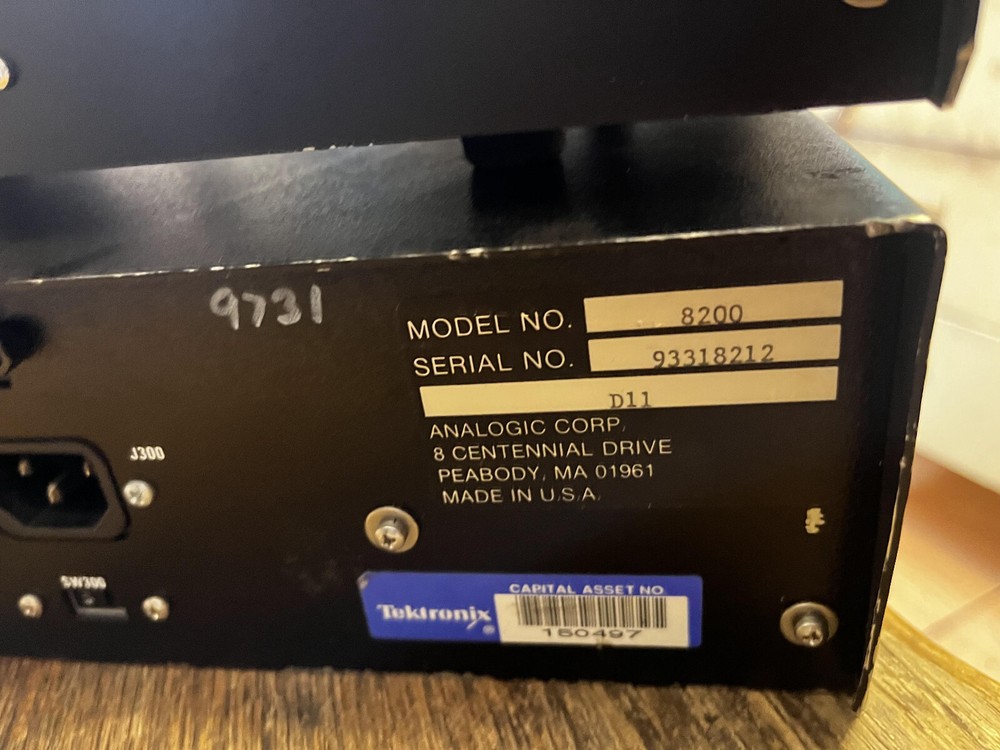 9731
MODEL NO. 8200
SERIAL NO. 93318212
D11
ANALOGIC CORP.
8 CENTENNIAL DRIVE
PEABODY, MA 01961
MADE IN U.S.A.
J300
SW300
CAPITAL ASSET NO.
Tektronix®
150497